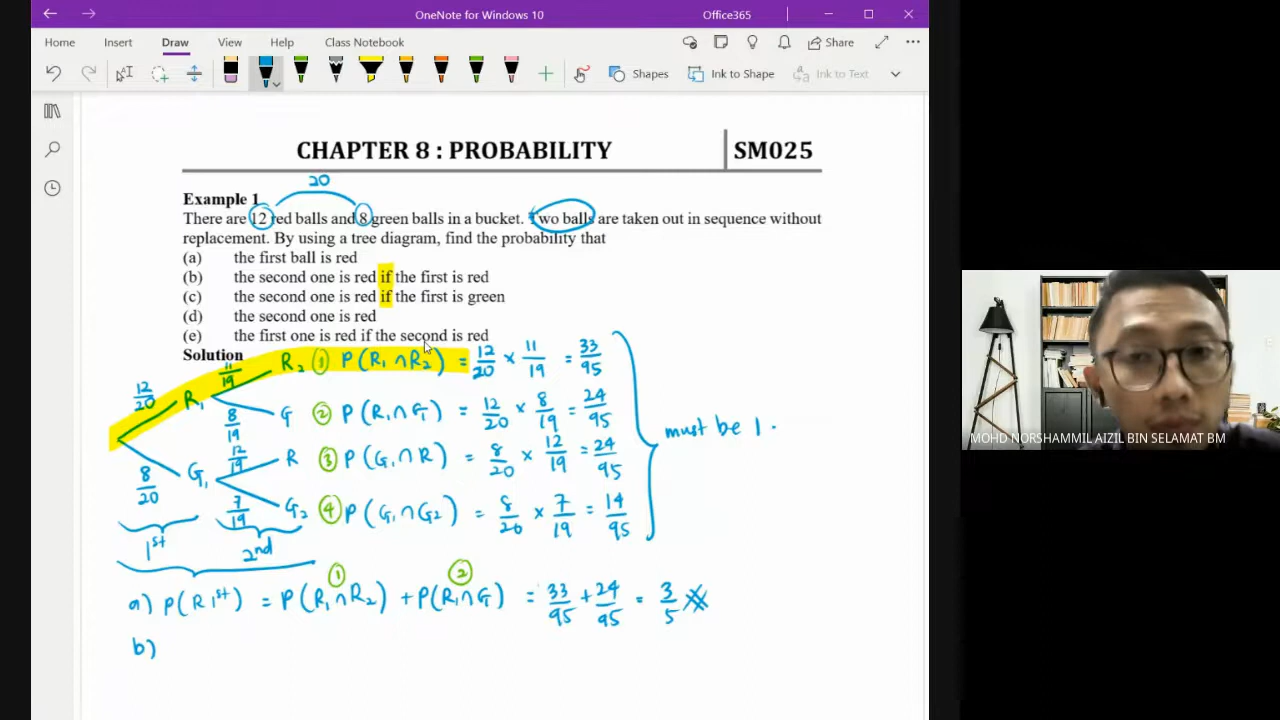 OneNote for Windows 10
Office365
Home Insert Draw View Help Class Notebook
Share
Shapes Ink to Shape Ink to Text
CHAPTER 8 : PROBABILITY SM025
20
Example 1
There are 12 red balls and 8 green balls in a bucket. Two balls are taken out in sequence without
replacement. By using a tree diagram, find the probability that
(a) the first ball is red
(b) the second one is red if the first is red
(c) the second one is red if the first is green
(d) the second one is red
(e) the first one is red if the second is red
Solution
12/20 R1 11/19 R2 ① P(R1 ∩ R2) = 12/20 × 11/19 = 33/95
8/19 G ② P(R1 ∩ G) = 12/20 × 8/19 = 24/95
must be 1.
8/20 G1 12/19 R ③ P(G1 ∩ R) = 8/20 × 12/19 = 24/95
7/19 G2 ④ P(G1 ∩ G2) = 8/20 × 7/19 = 14/95
1st 2nd
① ②
a) P(R 1st) = P(R1 ∩ R2) + P(R1 ∩ G) = 33/95 + 24/95 = 3/5
b)
MOHD NORSHAMMIL AIZIL BIN SELAMAT BM